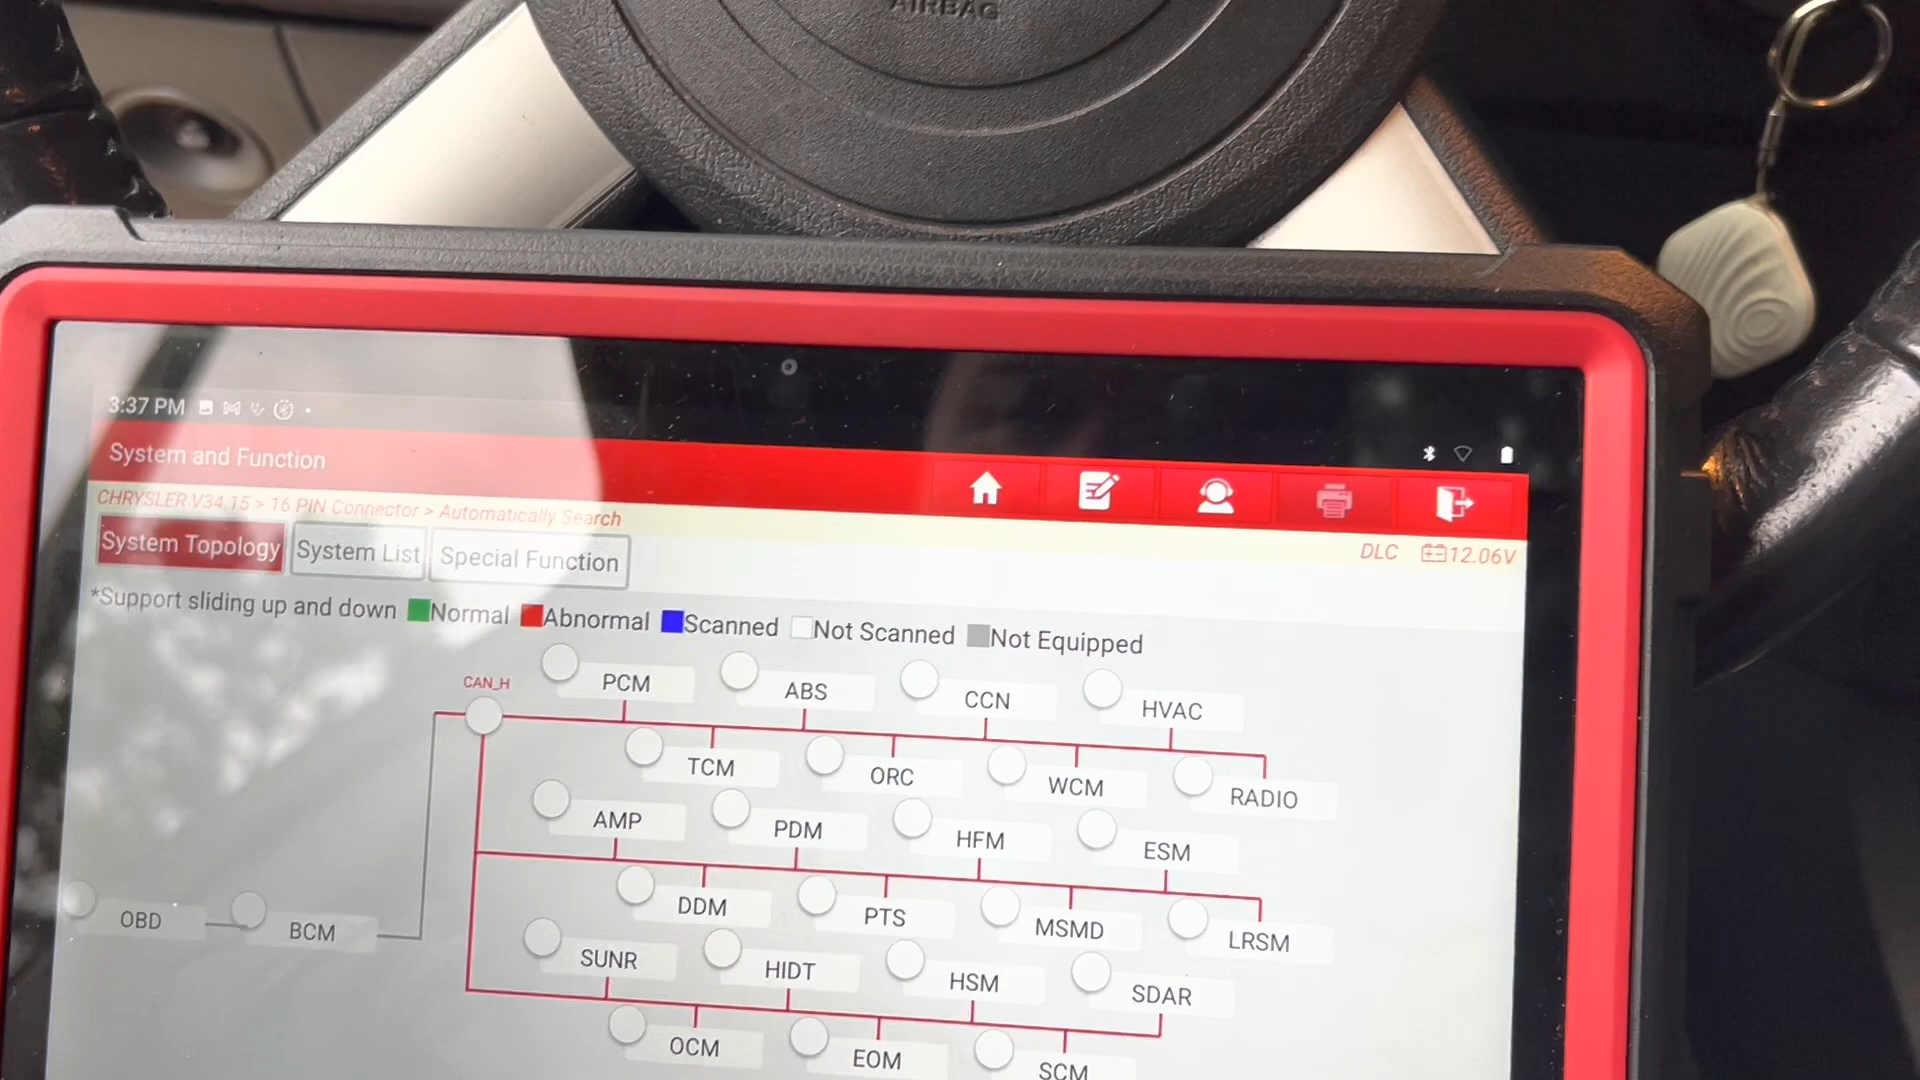 AIRBAG
3:37 PM
System and Function
CHRYSLER V34.15 > 16 PIN Connector > Automatically Search
DLC 12.06V
System Topology System List Special Function
*Support sliding up and down Normal Abnormal Scanned Not Scanned Not Equipped
CAN_H
PCM ABS CCN HVAC
TCM ORC WCM RADIO
AMP PDM HFM ESM
DDM PTS MSMD LRSM
OBD BCM
SUNR HIDT HSM SDAR
OCM EOM SCM